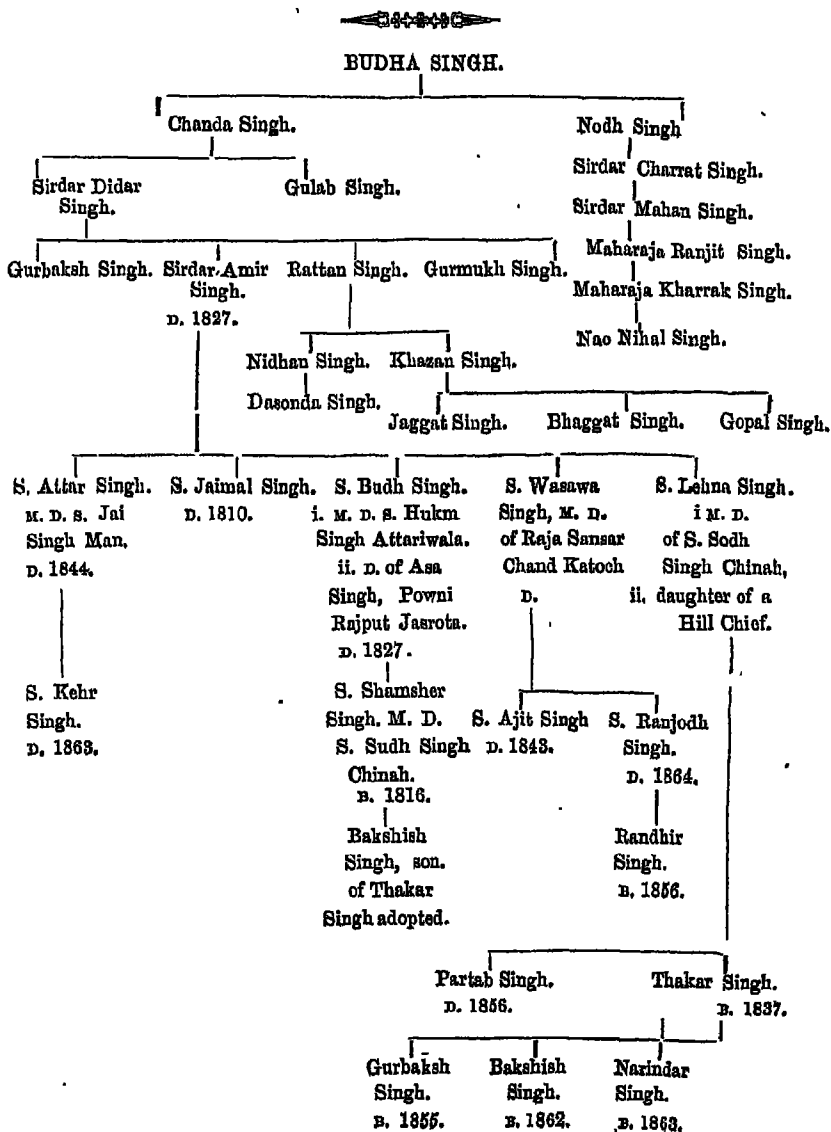 BUDHA SINGH.
Chanda Singh.
Nodh Singh
Sirdar Didar
Singh.
Gulab Singh.
Sirdar Charrat Singh.
Sirdar Mahan Singh.
Maharaja Ranjit Singh.
Maharaja Kharrak Singh.
Nao Nihal Singh.
Gurbaksh Singh.
Sirdar Amir
Singh.
D. 1827.
Rattan Singh.
Gurmukh Singh.
Nidhan Singh.
Khazan Singh.
Dasonda Singh.
Jaggat Singh.
Bhaggat Singh.
Gopal Singh.
S. Attar Singh.
M. D. S. Jai
Singh Man.
D. 1844.
S. Jaimal Singh.
D. 1810.
S. Budh Singh.
i. M. D. S. Hukm
Singh Attariwala.
ii. D. of Asa
Singh, Powni
Rajput Jasrota.
D. 1827.
S. Wasawa
Singh, M. D.
of Raja Sansar
Chand Katoch
D.
S. Lehna Singh.
i M. D.
of S. Sodh
Singh Chinah,
ii. daughter of a
Hill Chief.
S. Kehr
Singh.
D. 1863.
S. Shamsher
Singh. M. D.
S. Sudh Singh
Chinah.
B. 1816.
S. Ajit Singh
D. 1843.
S. Ranjodh
Singh.
D. 1864.
Bakshish
Singh, son.
of Thakar
Singh adopted.
Randhir
Singh.
B. 1856.
Partab Singh.
D. 1856.
Thakar Singh.
B. 1837.
Gurbaksh
Singh.
B. 1855.
Bakshish
Singh.
B. 1862.
Narindar
Singh.
B. 1863.